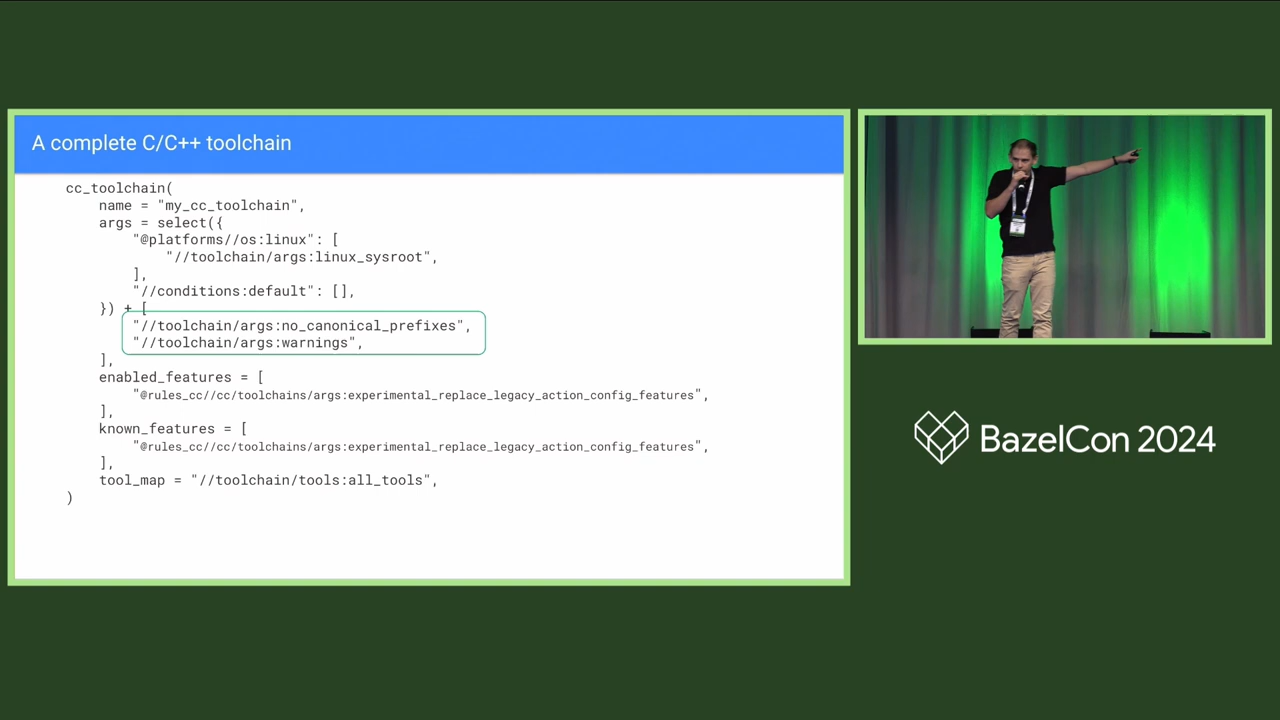 A complete C/C++ toolchain
cc_toolchain(
    name = "my_cc_toolchain",
    args = select({
        "@platforms//os:linux": [
            "//toolchain/args:linux_sysroot",
        ],
        "//conditions:default": [],
    }) + [
        "//toolchain/args:no_canonical_prefixes",
        "//toolchain/args:warnings",
    ],
    enabled_features = [
        "@rules_cc//cc/toolchains/args:experimental_replace_legacy_action_config_features",
    ],
    known_features = [
        "@rules_cc//cc/toolchains/args:experimental_replace_legacy_action_config_features",
    ],
    tool_map = "//toolchain/tools:all_tools",
)
BazelCon 2024